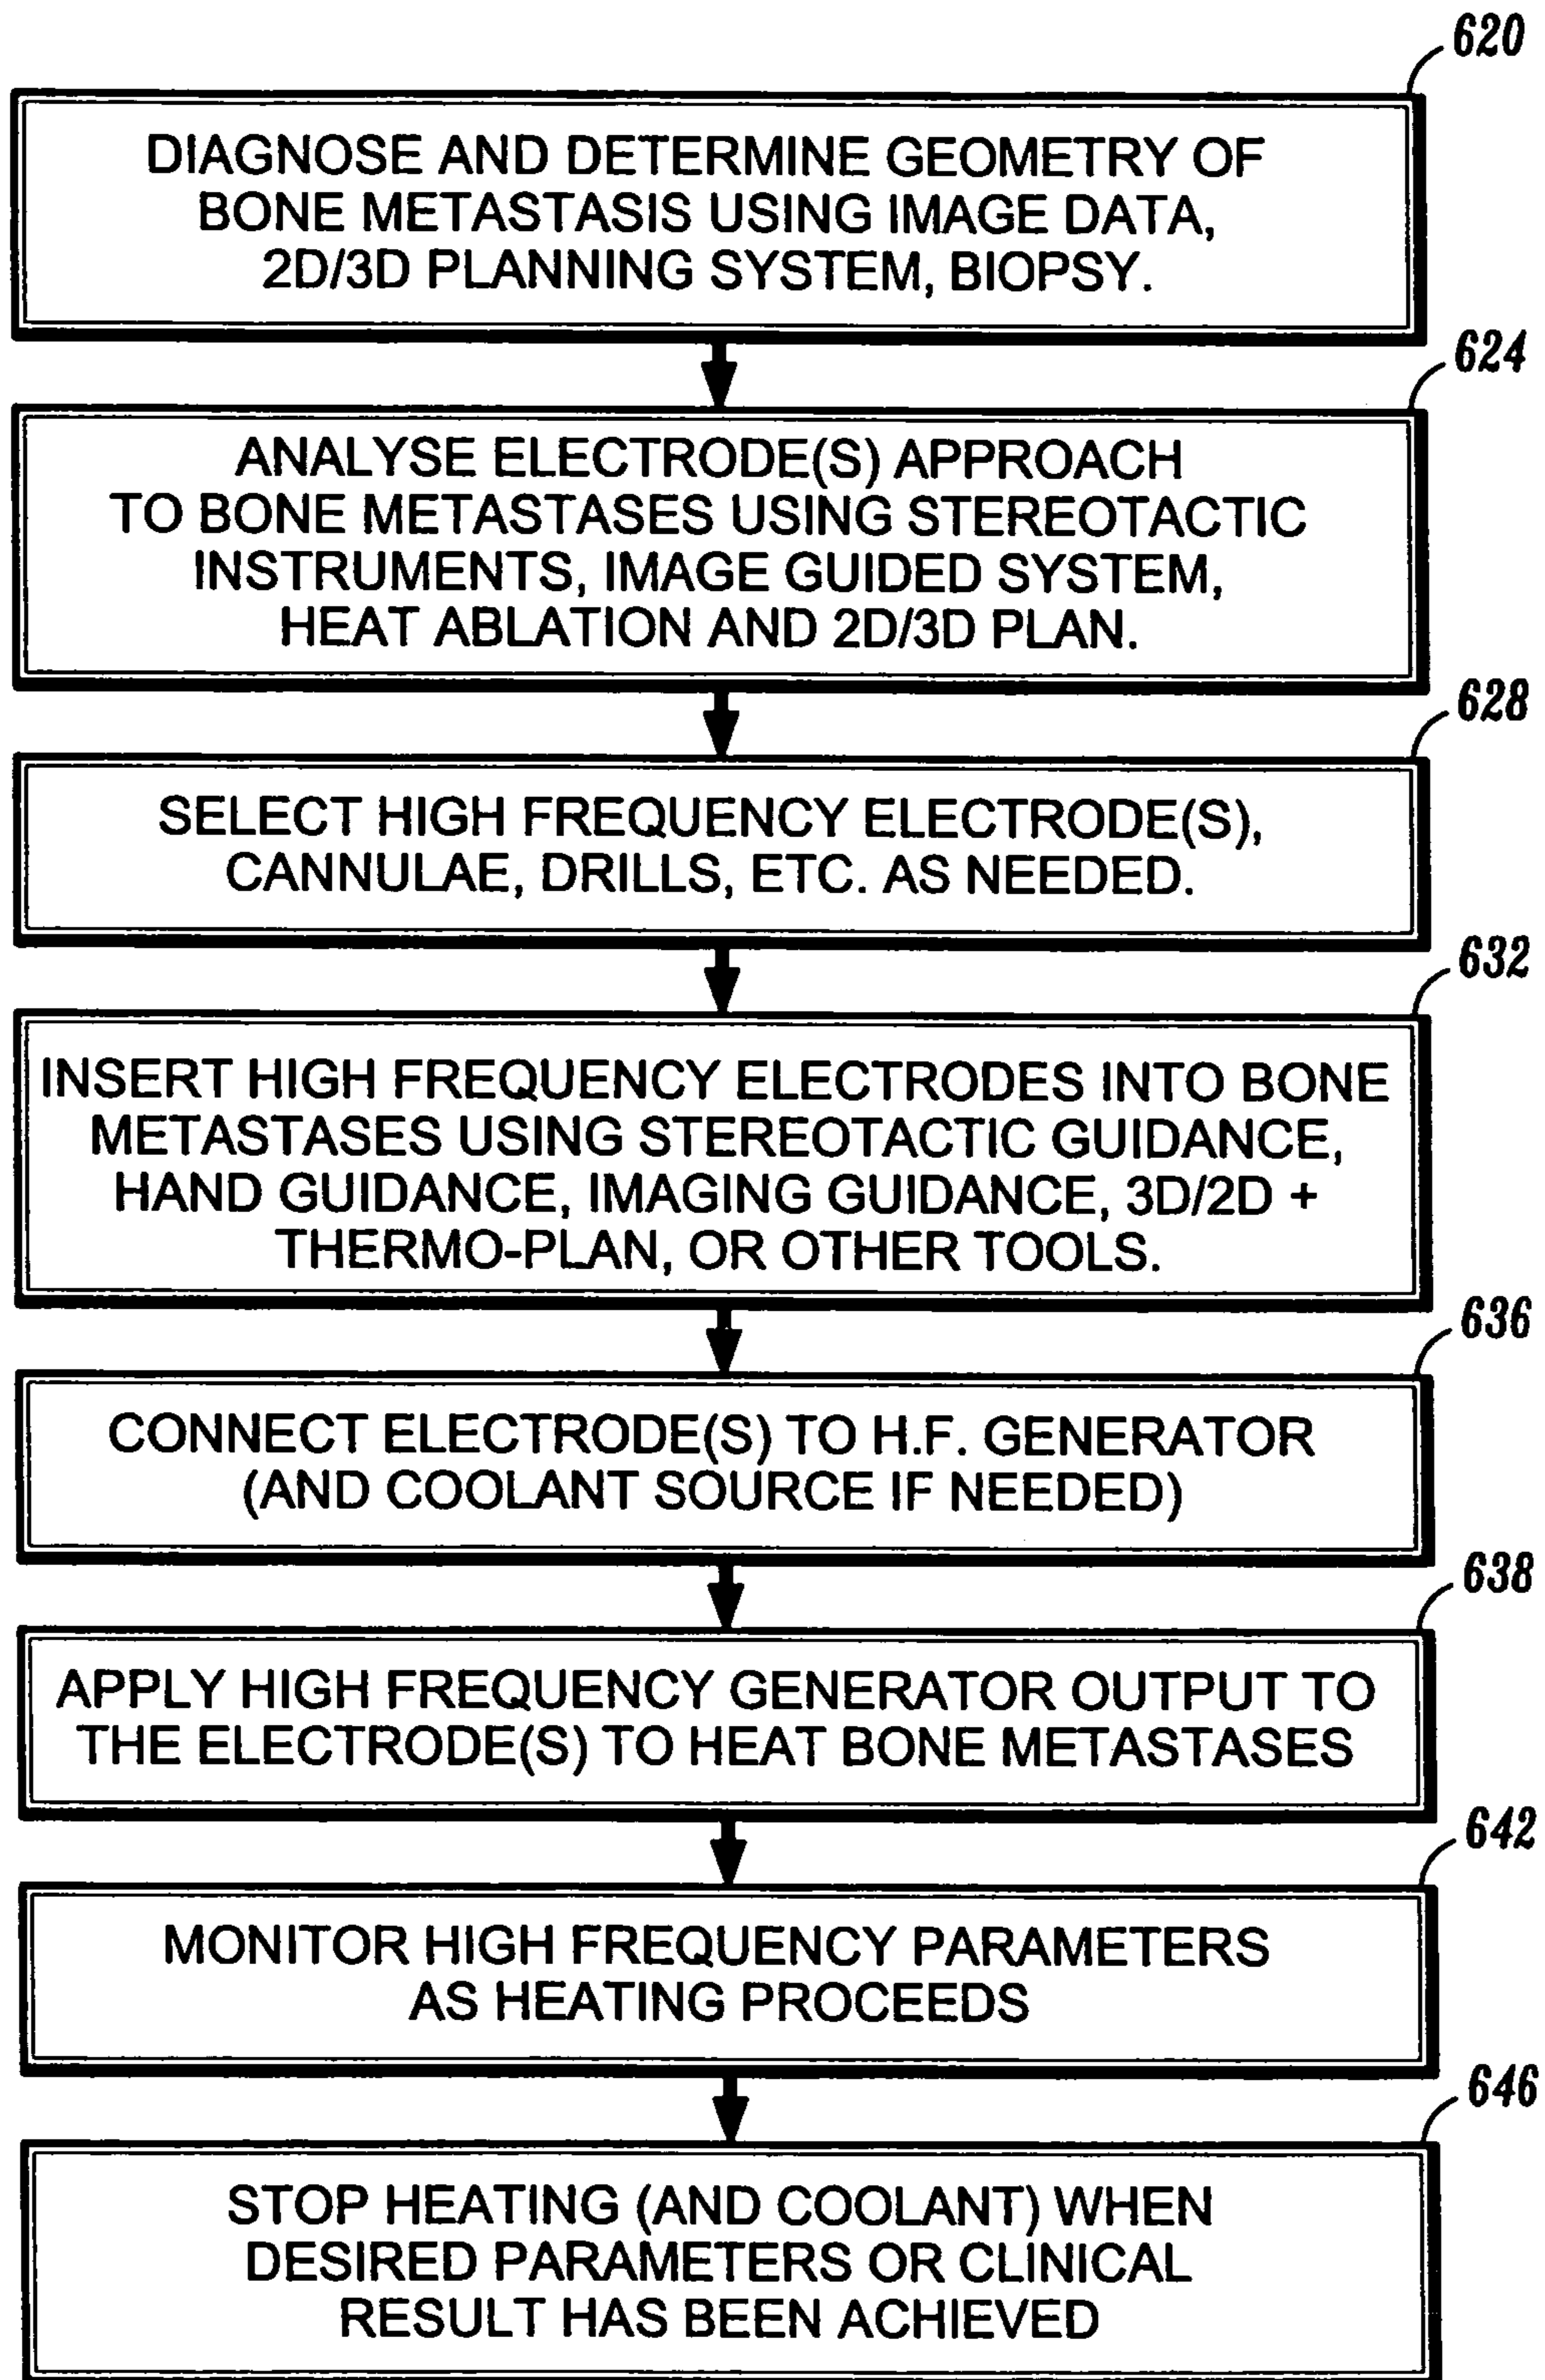 620
DIAGNOSE AND DETERMINE GEOMETRY OF
BONE METASTASIS USING IMAGE DATA,
2D/3D PLANNING SYSTEM, BIOPSY.
624
ANALYSE ELECTRODE(S) APPROACH
TO BONE METASTASES USING STEREOTACTIC
INSTRUMENTS, IMAGE GUIDED SYSTEM,
HEAT ABLATION AND 2D/3D PLAN.
628
SELECT HIGH FREQUENCY ELECTRODE(S),
CANNULAE, DRILLS, ETC. AS NEEDED.
632
INSERT HIGH FREQUENCY ELECTRODES INTO BONE
METASTASES USING STEREOTACTIC GUIDANCE,
HAND GUIDANCE, IMAGING GUIDANCE, 3D/2D +
THERMO-PLAN, OR OTHER TOOLS.
636
CONNECT ELECTRODE(S) TO H.F. GENERATOR
(AND COOLANT SOURCE IF NEEDED)
638
APPLY HIGH FREQUENCY GENERATOR OUTPUT TO
THE ELECTRODE(S) TO HEAT BONE METASTASES
642
MONITOR HIGH FREQUENCY PARAMETERS
AS HEATING PROCEEDS
646
STOP HEATING (AND COOLANT) WHEN
DESIRED PARAMETERS OR CLINICAL
RESULT HAS BEEN ACHIEVED